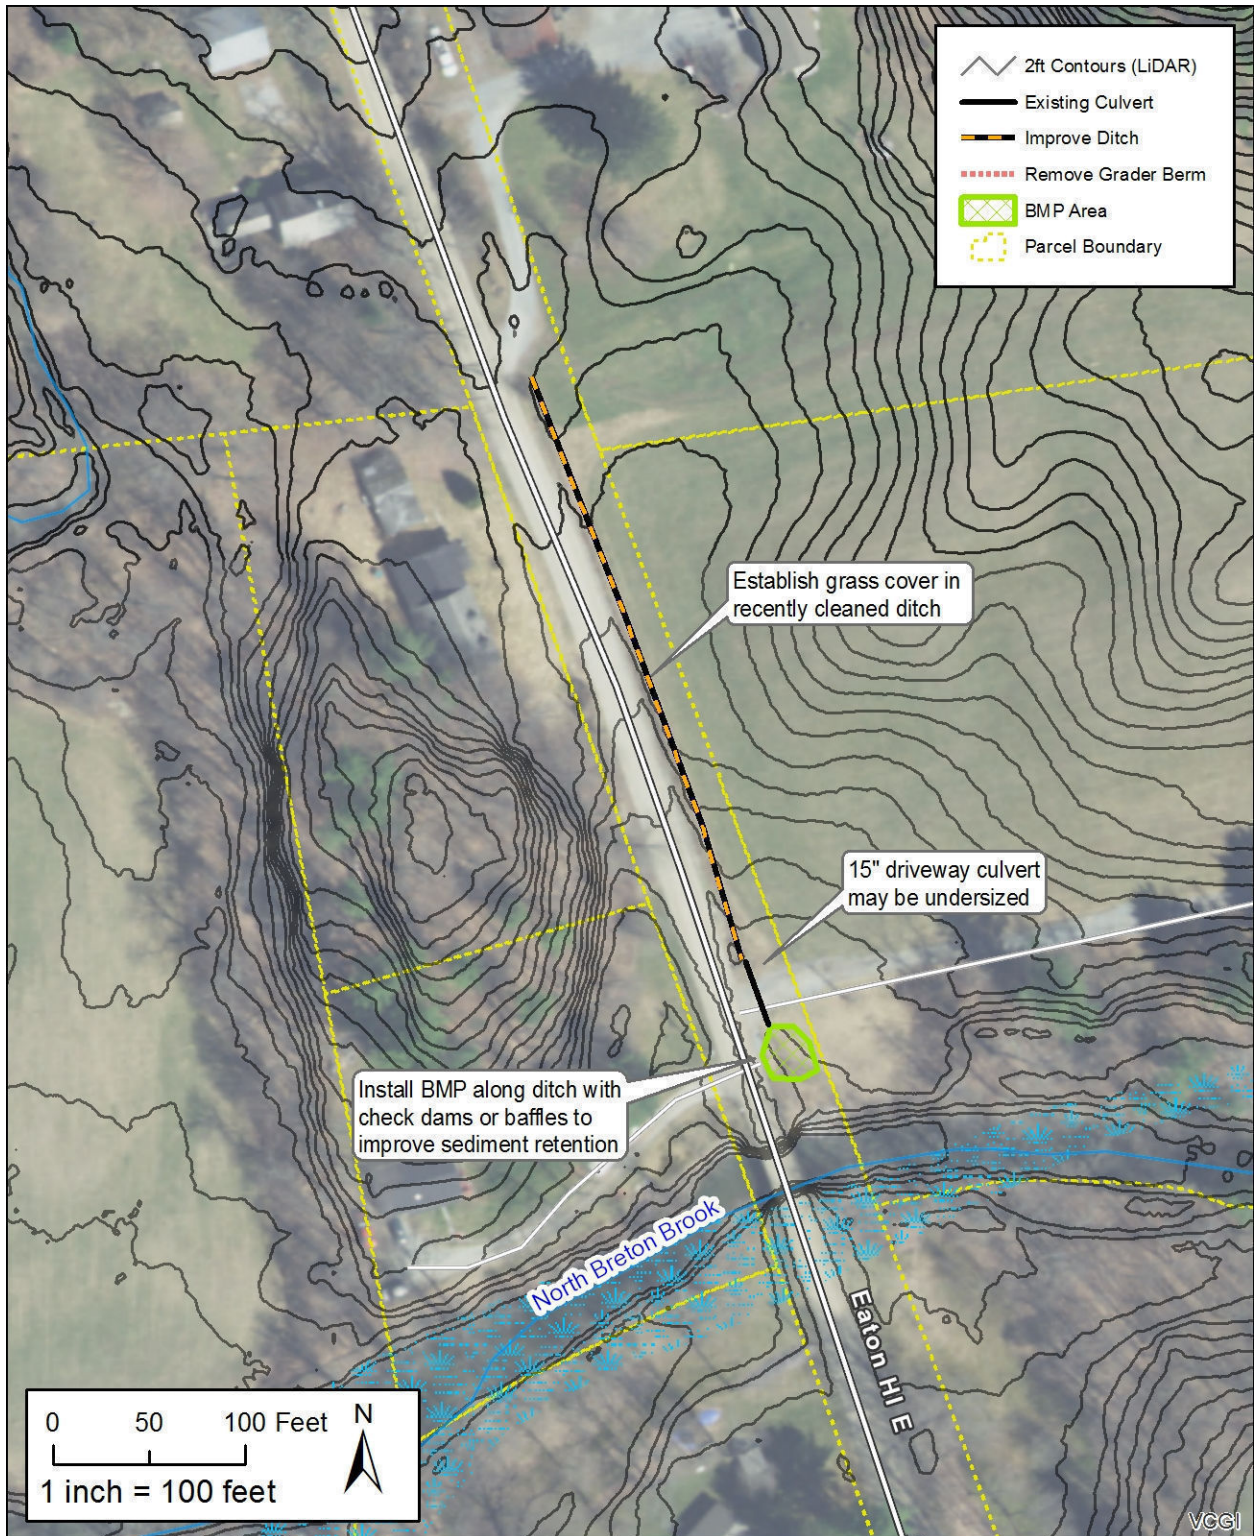 2ft Contours (LiDAR)
Existing Culvert
Improve Ditch
Remove Grader Berm
BMP Area
Parcel Boundary
Establish grass cover in
recently cleaned ditch
15" driveway culvert
may be undersized
Install BMP along ditch with
check dams or baffles to
improve sediment retention
North Breton Brook
Eaton Hl E
0 50 100 Feet N
1 inch = 100 feet
VCGI